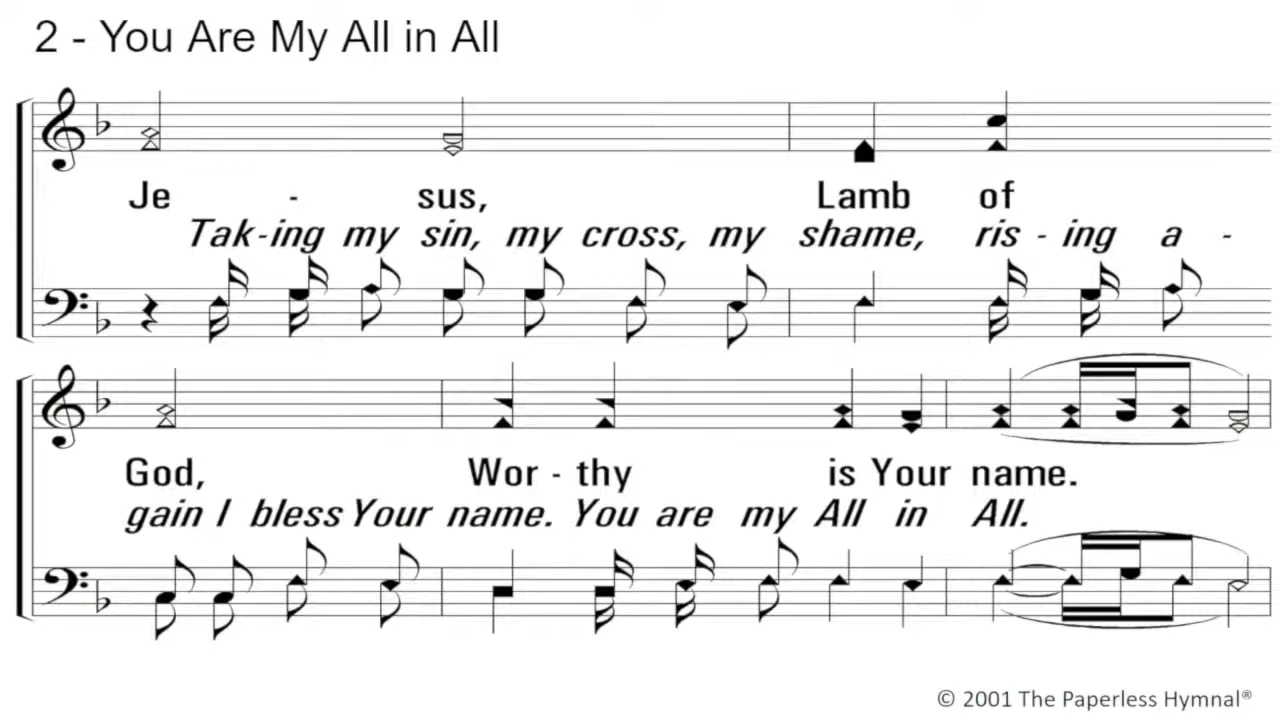 2 - You Are My All in All
Je - sus, Lamb of
Tak-ing my sin, my cross, my shame, ris - ing a -
God, Wor - thy is Your name.
gain I bless Your name. You are my All in All.
© 2001 The Paperless Hymnal®